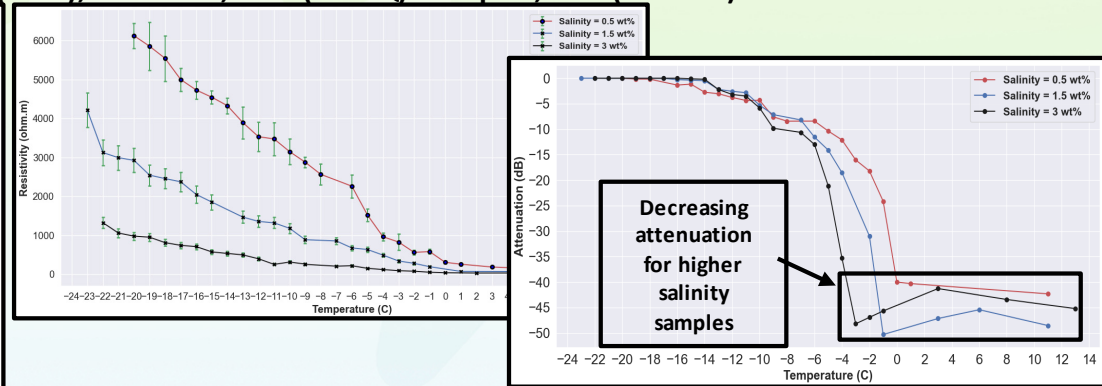 Salinity = 0.5 wt%
Salinity = 1.5 wt%
Salinity = 3 wt%
6000
5000
4000
3000
2000
1000
0
Resistivity (ohm.m)
−24−23−22−21−20−19−18−17−16−15−14−13−12−11−10−9 −8 −7 −6 −5 −4 −3 −2 −1 0 1 2 3
Temperature (C)
Salinity = 0.5 wt%
Salinity = 1.5 wt%
Salinity = 3 wt%
0
−5
−10
−15
−20
−25
−30
−35
−40
−45
−50
Attenuation (dB)
Decreasing
attenuation
for higher
salinity
samples
−24 −22 −20 −18 −16 −14 −12 −10 −8 −6 −4 −2 0 2 4 6 8 10 12 14
Temperature (C)